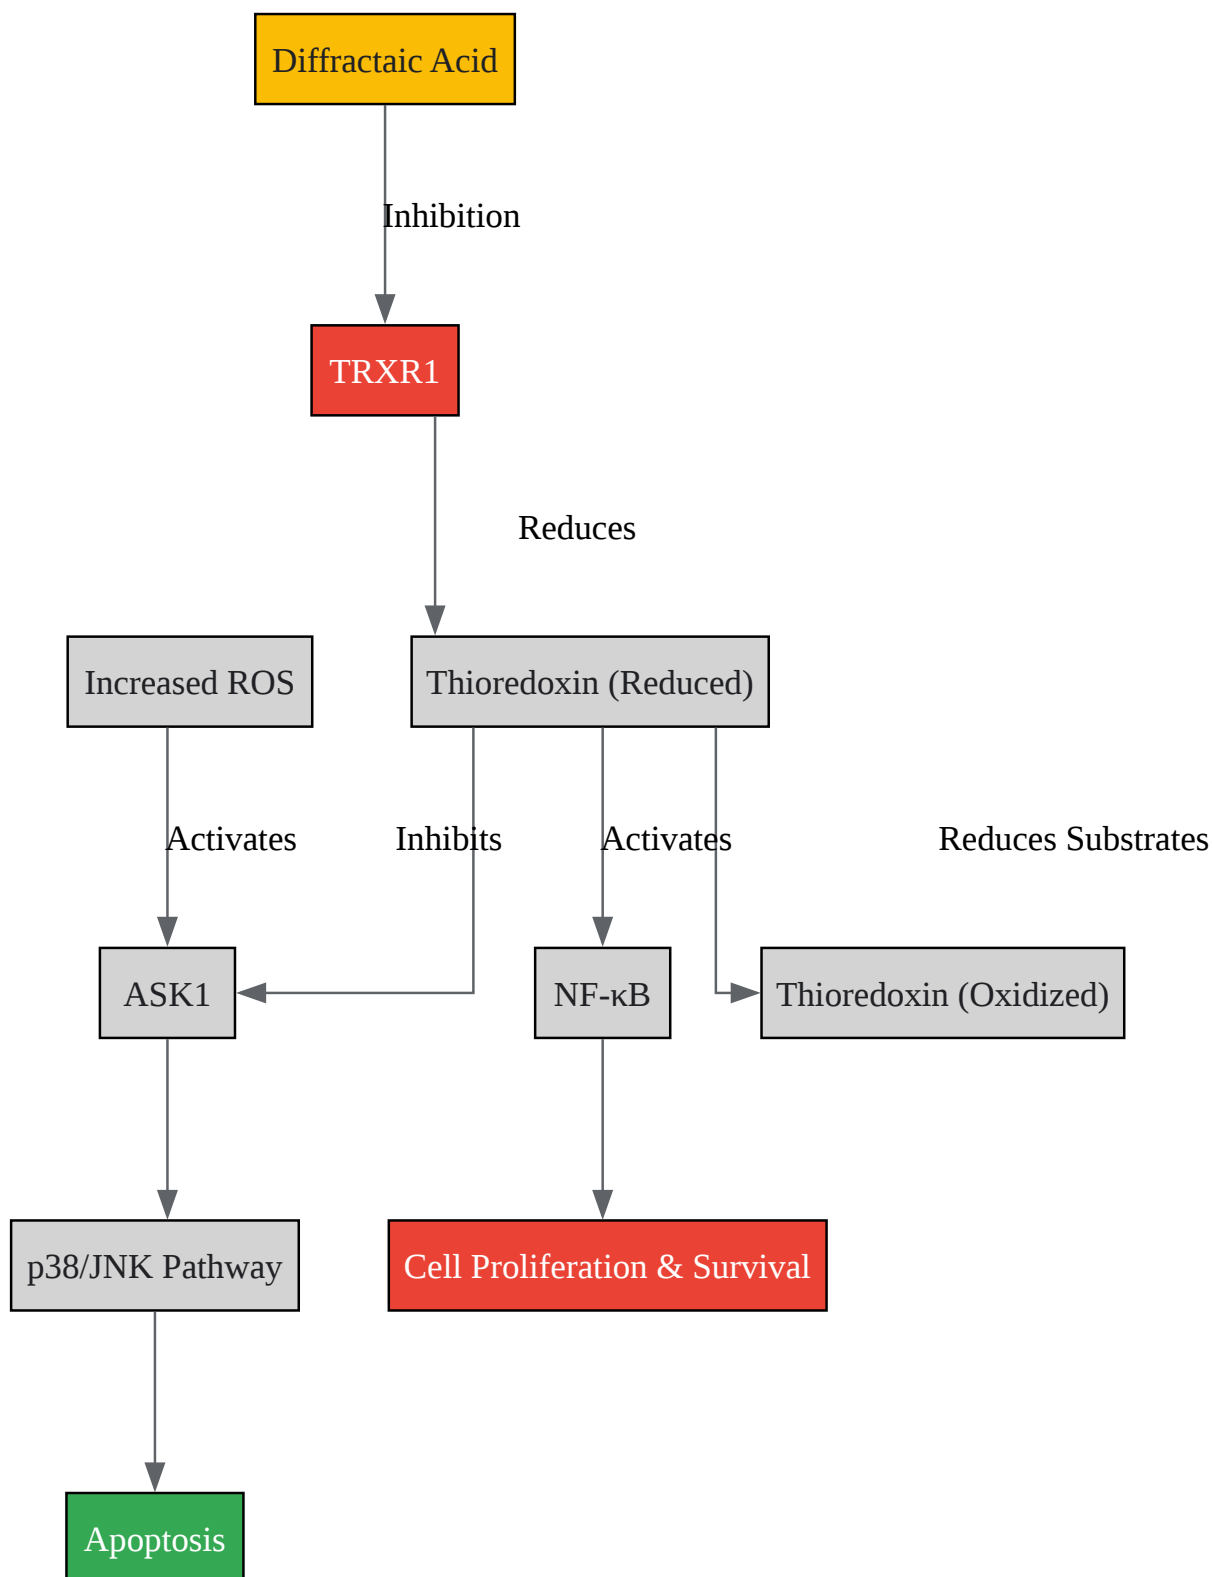 Diffractaic Acid
Inhibition
TRXR1
Reduces
Increased ROS
Thioredoxin (Reduced)
Activates
Inhibits
Activates
Reduces Substrates
ASK1
NF-κB
Thioredoxin (Oxidized)
p38/JNK Pathway
Cell Proliferation & Survival
Apoptosis